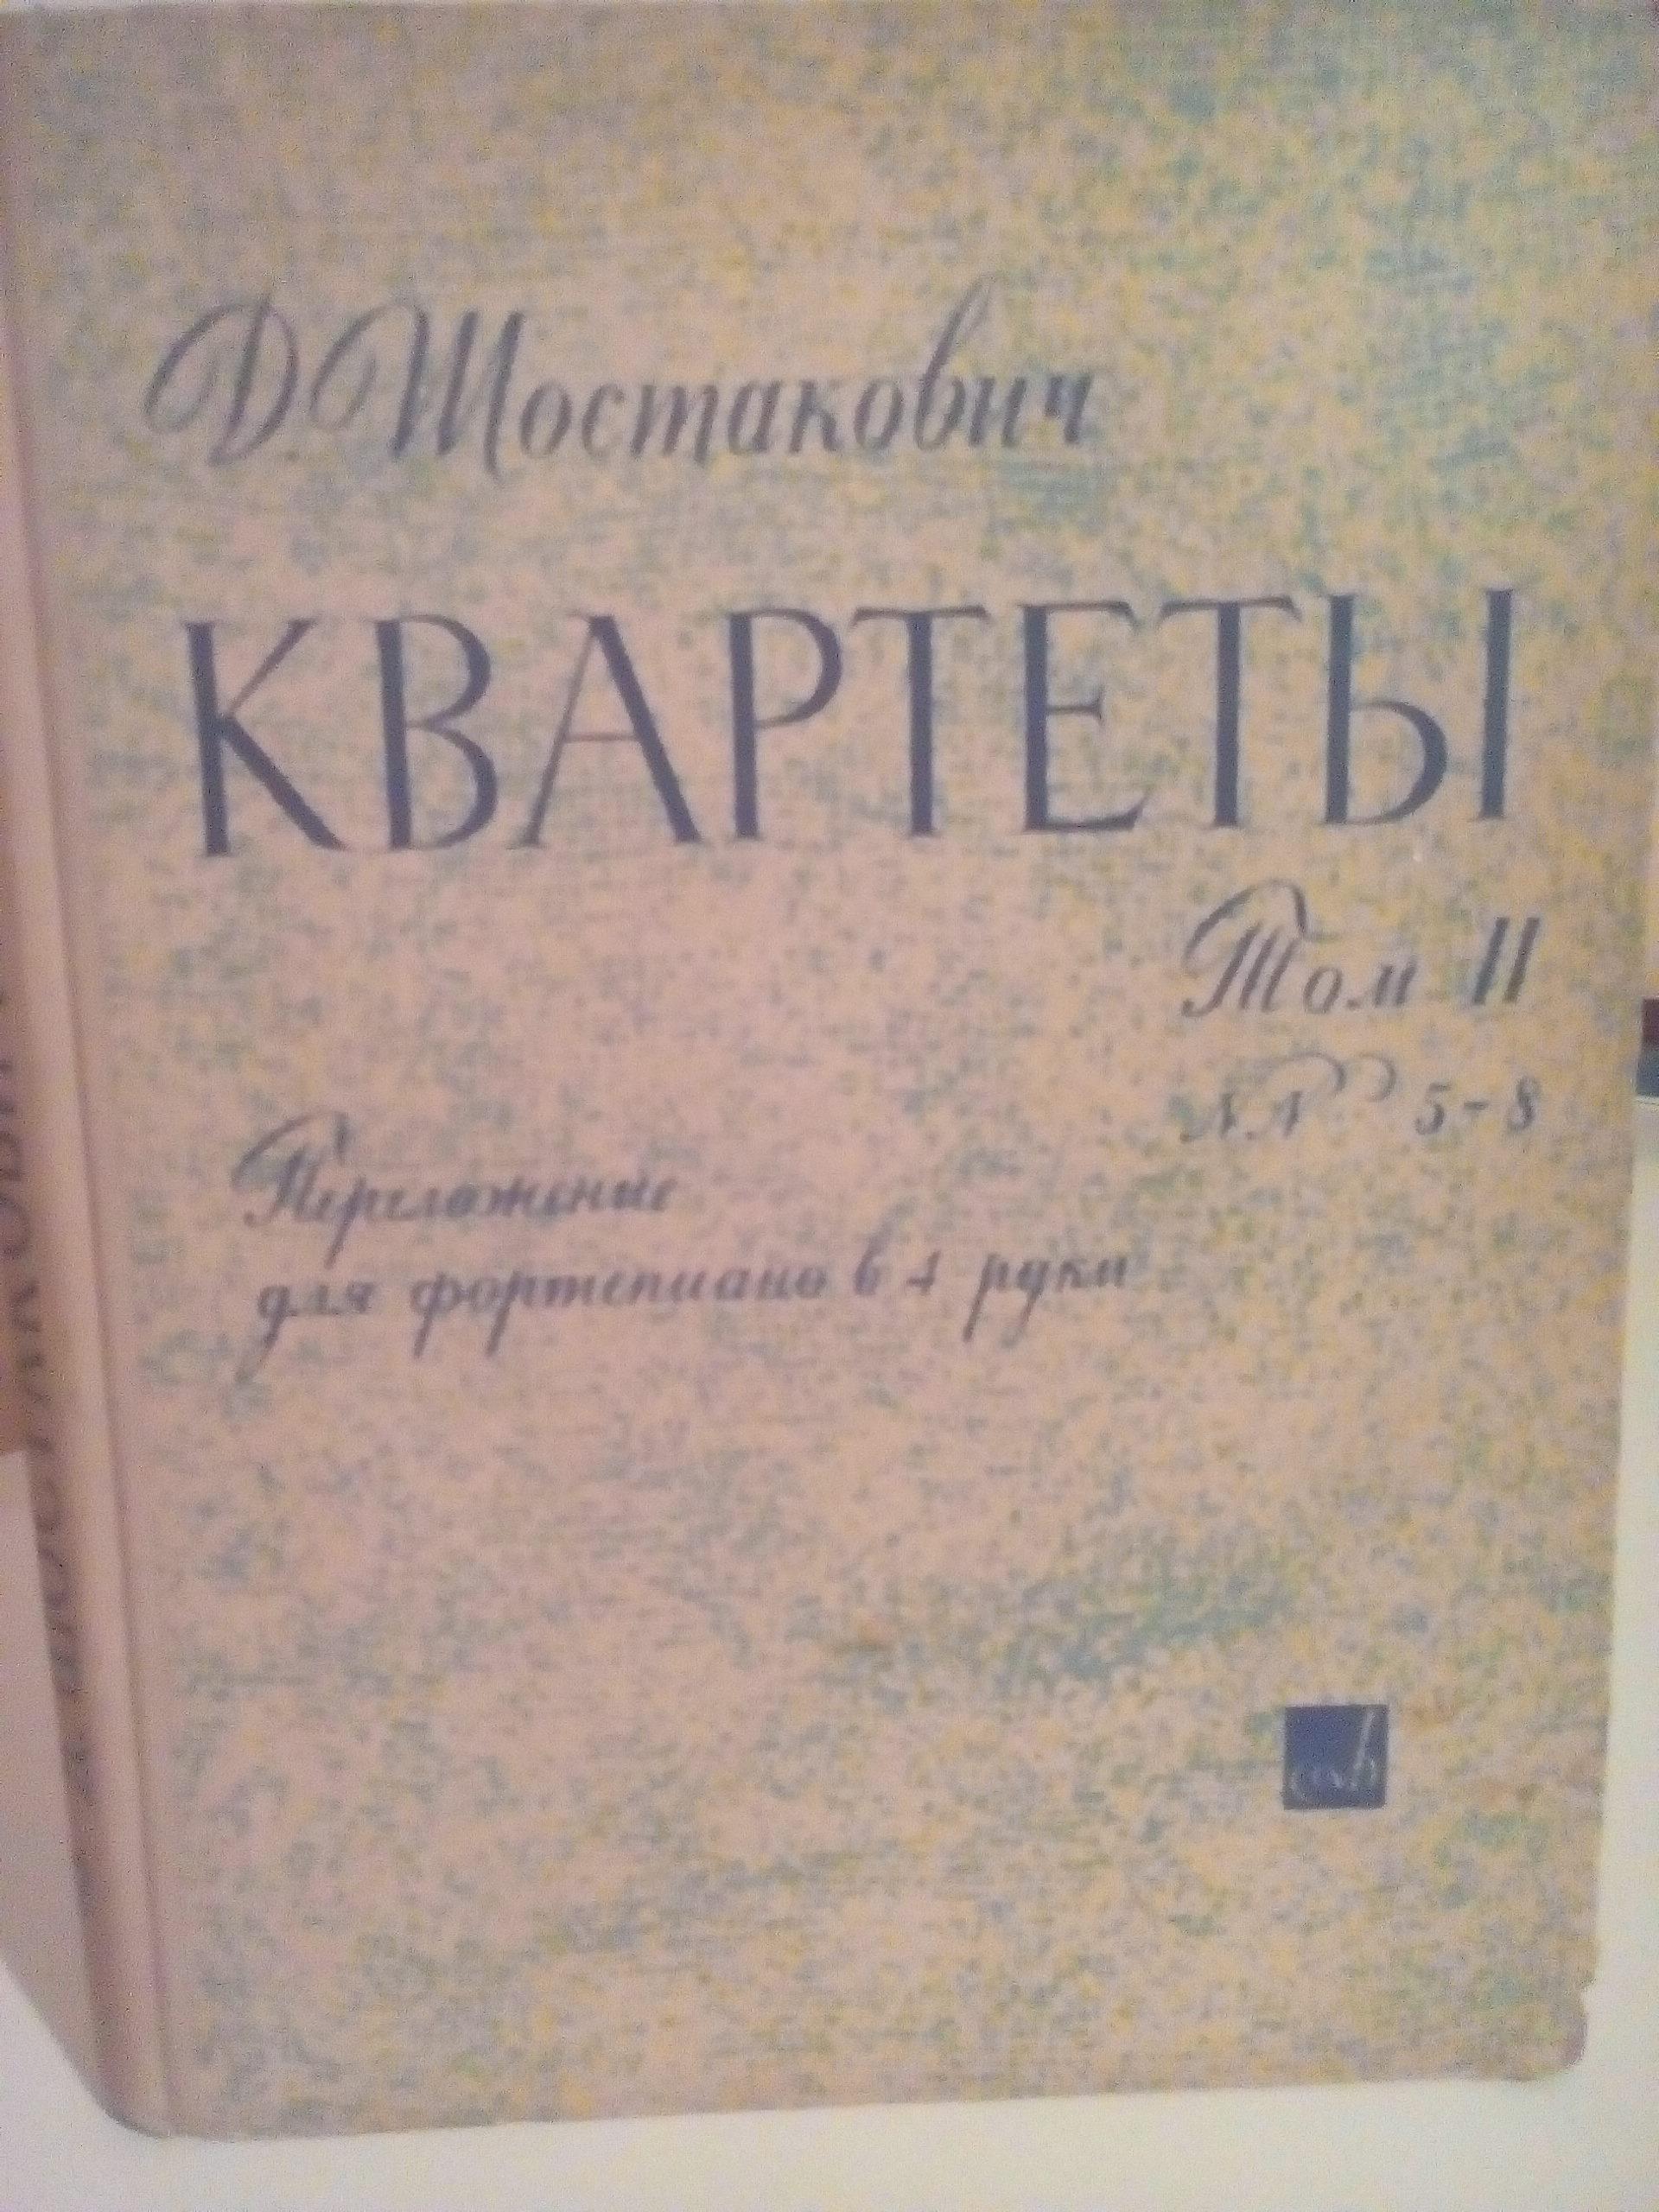 Д. Шостакович
КВАРТЕТЫ
Том II
№№ 5-8
Переложение
для фортепиано в 4 руки